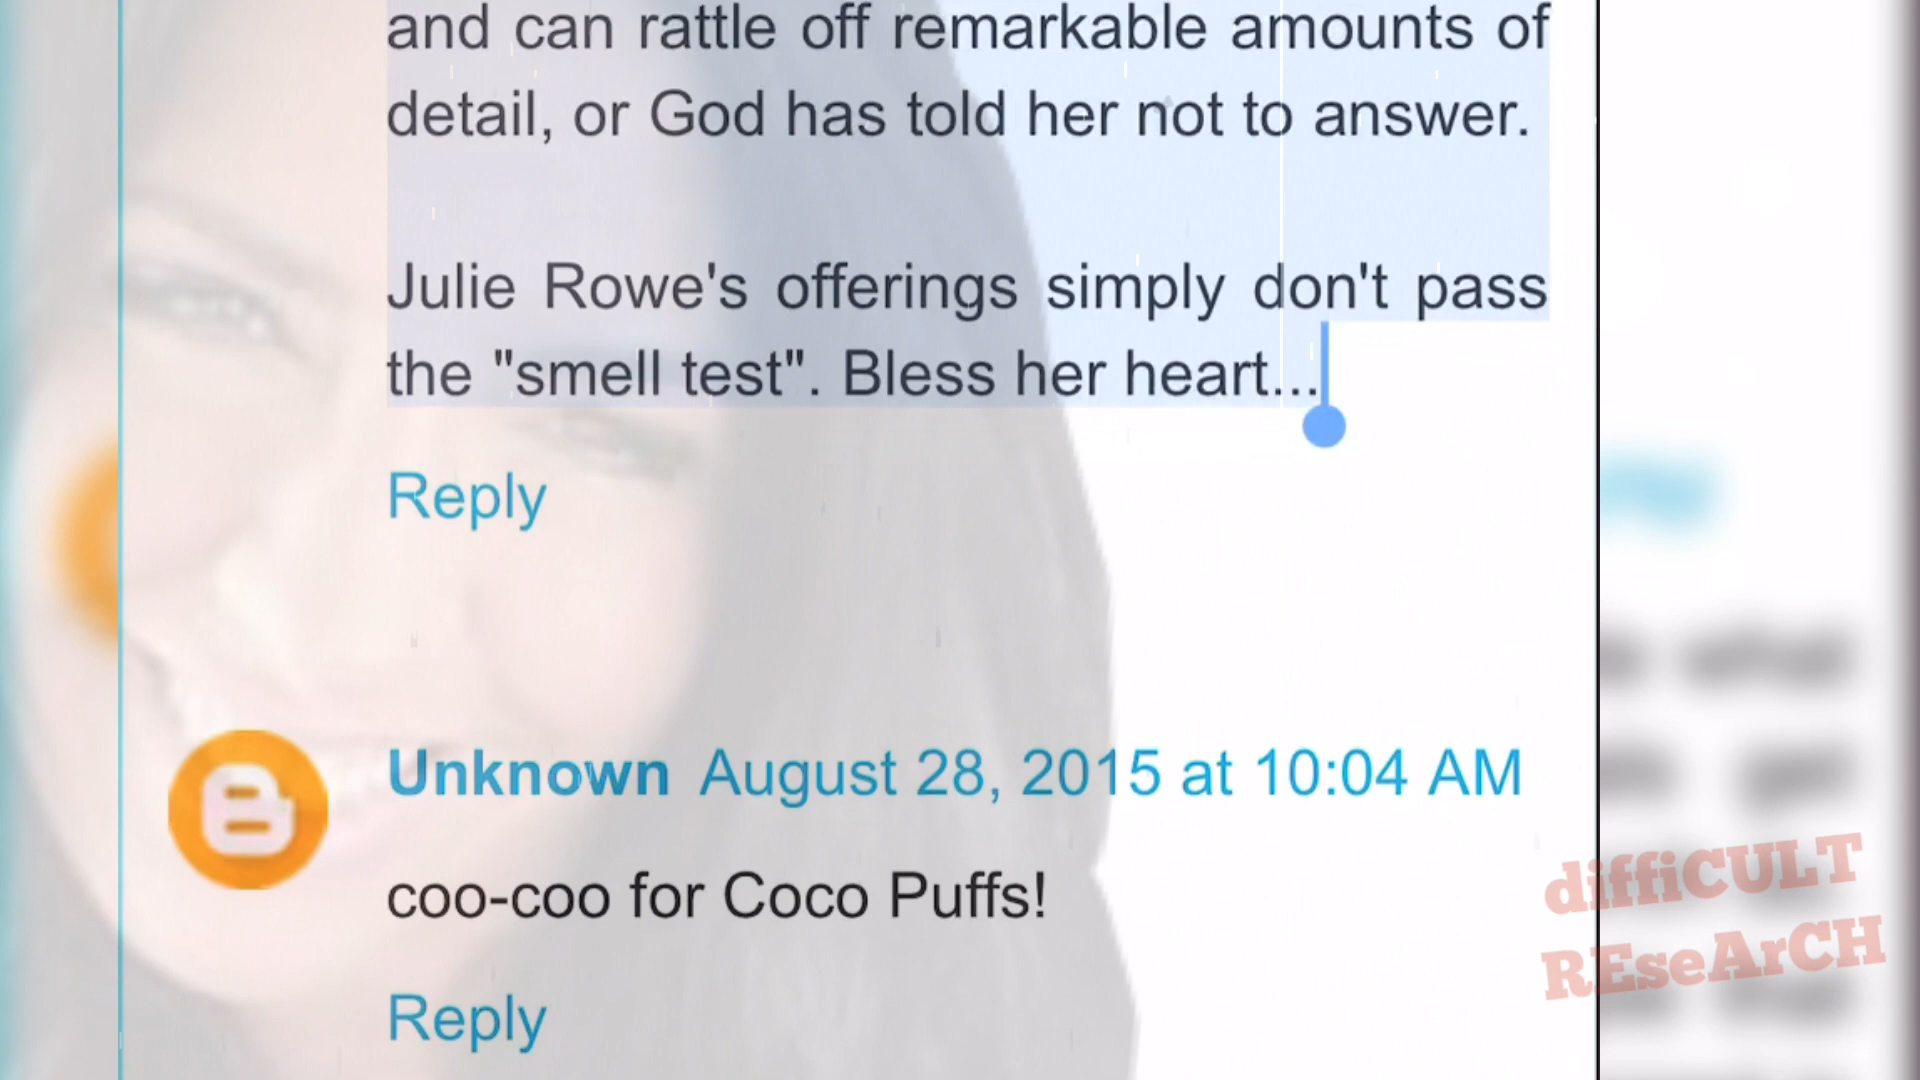 and can rattle off remarkable amounts of
detail, or God has told her not to answer.
Julie Rowe's offerings simply don't pass
the "smell test". Bless her heart...
Reply
Unknown August 28, 2015 at 10:04 AM
coo-coo for Coco Puffs!
Reply
diffiCULT
REseArCH